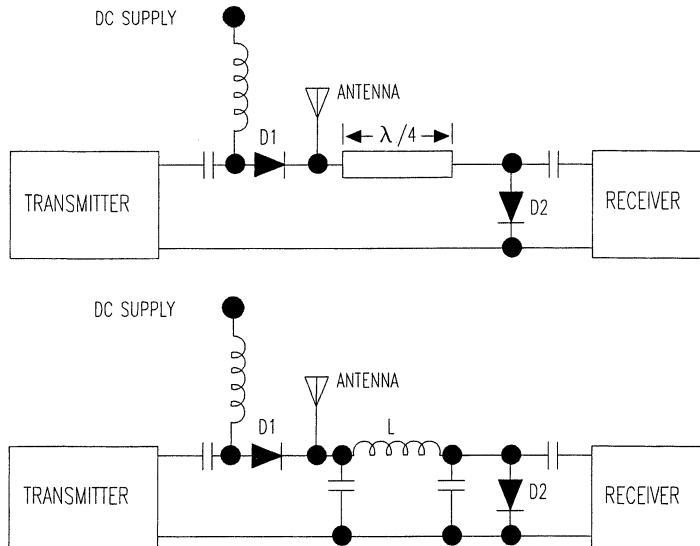 DC SUPPLY
ANTENNA
D1
λ/4
TRANSMITTER
D2
RECEIVER
DC SUPPLY
ANTENNA
D1
L
TRANSMITTER
D2
RECEIVER